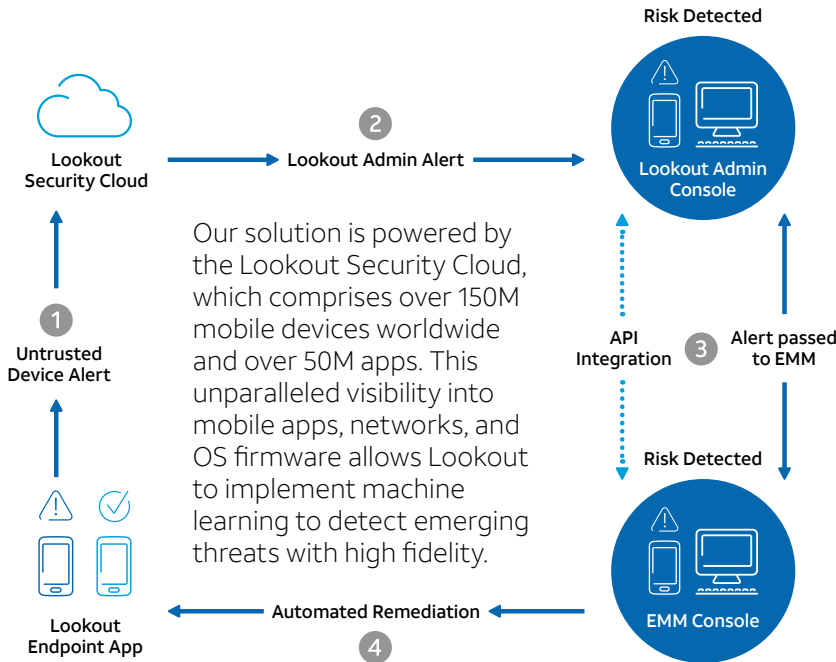 Risk Detected
2
Lookout
Security Cloud
Lookout Admin Alert
Lookout Admin
Console
Our solution is powered by
the Lookout Security Cloud,
which comprises over 150M
mobile devices worldwide
and over 50M apps. This
unparalleled visibility into
mobile apps, networks, and
OS firmware allows Lookout
to implement machine
learning to detect emerging
threats with high fidelity.
1
Untrusted
Device Alert
API
Integration
3
Alert passed
to EMM
Risk Detected
EMM Console
Automated Remediation
4
Lookout
Endpoint App